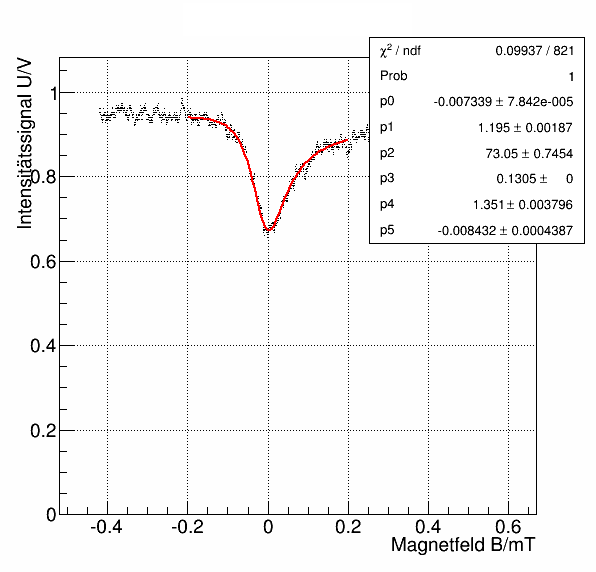 χ² / ndf 0.09937 / 821
Prob 1
p0 -0.007339 ± 7.842e-005
p1 1.195 ± 0.00187
p2 73.05 ± 0.7454
p3 0.1305 ± 0
p4 1.351 ± 0.003796
p5 -0.008432 ± 0.0004387
Intensitätssignal U/V
1
0.8
0.6
0.4
0.2
0
-0.4 -0.2 0 0.2 0.4 0.6
Magnetfeld B/mT